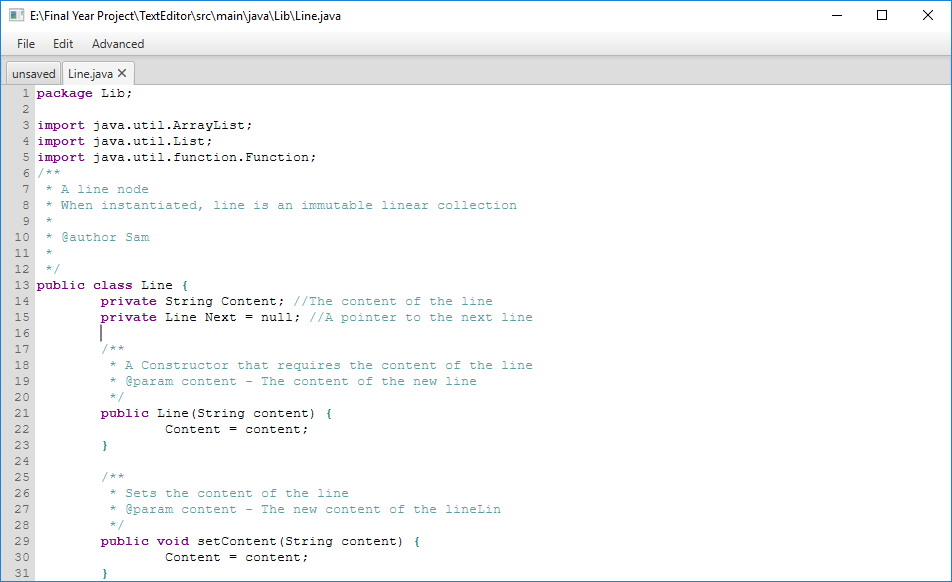 E:\Final Year Project\TextEditor\src\main\java\Lib\Line.java
File Edit Advanced
unsaved Line.java
1 package Lib;
2
3 import java.util.ArrayList;
4 import java.util.List;
5 import java.util.function.Function;
6 /**
7  * A line node
8  * When instantiated, line is an immutable linear collection
9  *
10  * @author Sam
11  *
12  */
13 public class Line {
14         private String Content; //The content of the line
15         private Line Next = null; //A pointer to the next line
16
17         /**
18          * A Constructor that requires the content of the line
19          * @param content - The content of the new line
20          */
21         public Line(String content) {
22                 Content = content;
23         }
24
25         /**
26          * Sets the content of the line
27          * @param content - The new content of the lineLin
28          */
29         public void setContent(String content) {
30                 Content = content;
31         }